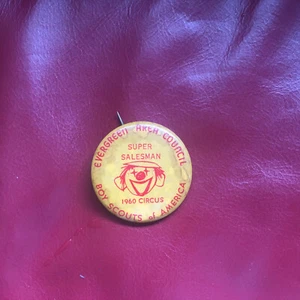 EVERGREEN AREA COUNCIL
SUPER
SALESMAN
1960 CIRCUS
BOY SCOUTS of AMERICA